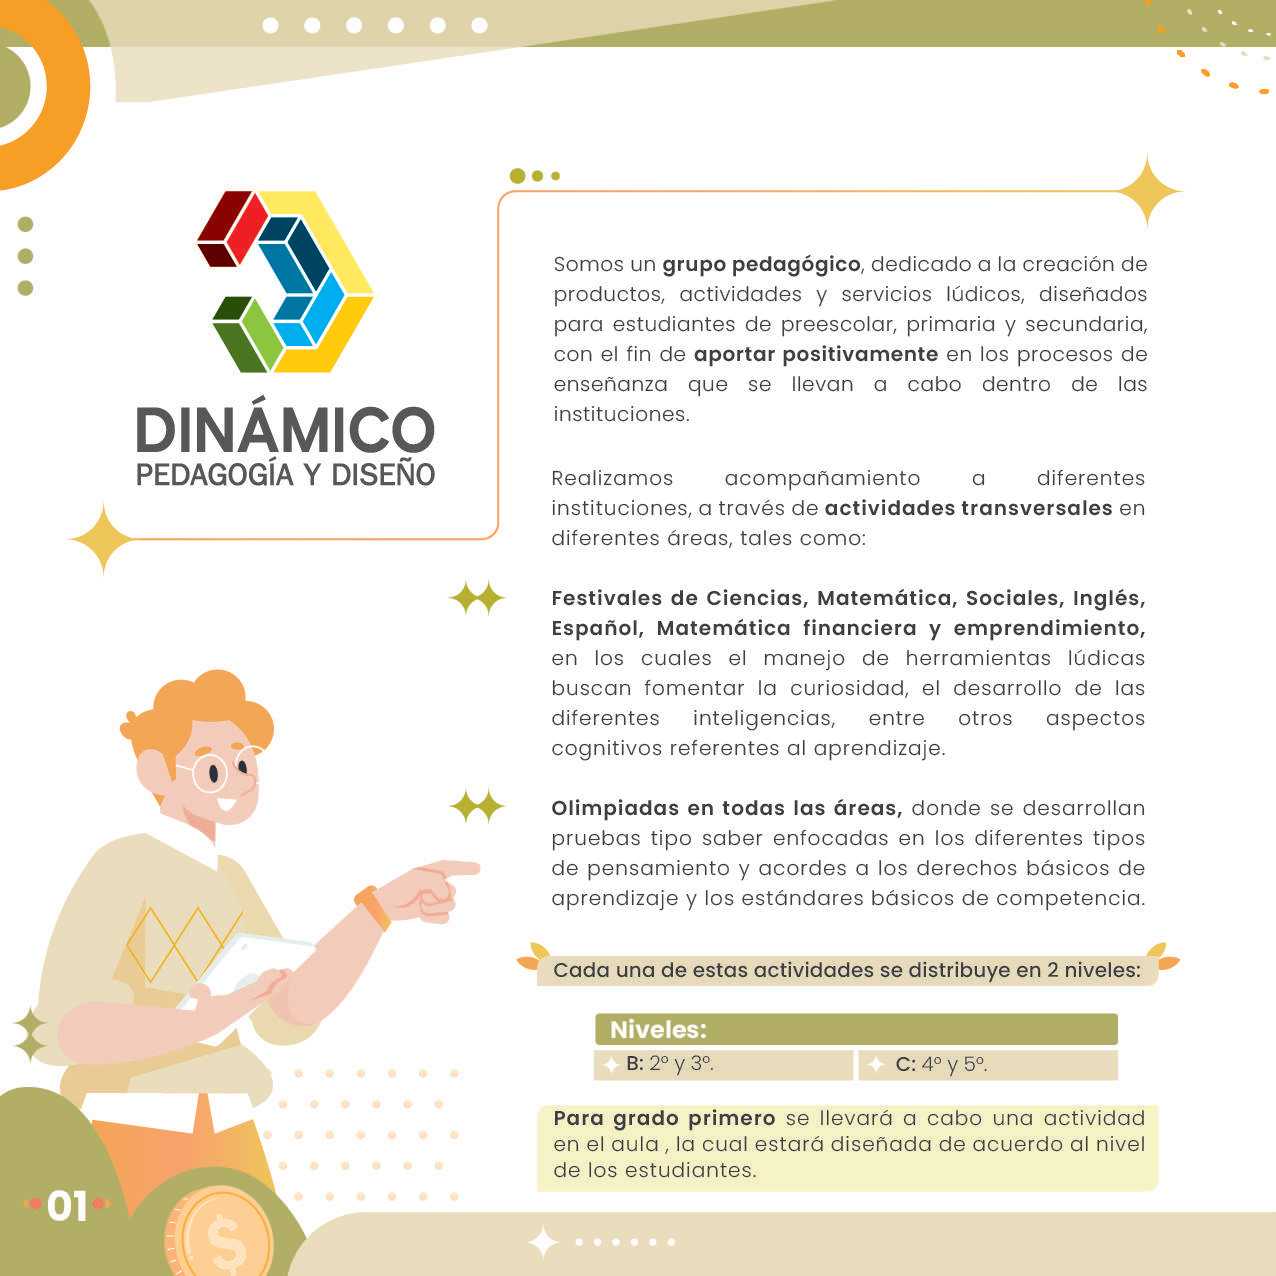 DINÁMICO
PEDAGOGÍA Y DISEÑO
Somos un grupo pedagógico, dedicado a la creación de
productos, actividades y servicios lúdicos, diseñados
para estudiantes de preescolar, primaria y secundaria,
con el fin de aportar positivamente en los procesos de
enseñanza que se llevan a cabo dentro de las
instituciones.
Realizamos acompañamiento a diferentes
instituciones, a través de actividades transversales en
diferentes áreas, tales como:
Festivales de Ciencias, Matemática, Sociales, Inglés,
Español, Matemática financiera y emprendimiento,
en los cuales el manejo de herramientas lúdicas
buscan fomentar la curiosidad, el desarrollo de las
diferentes inteligencias, entre otros aspectos
cognitivos referentes al aprendizaje.
Olimpiadas en todas las áreas, donde se desarrollan
pruebas tipo saber enfocadas en los diferentes tipos
de pensamiento y acordes a los derechos básicos de
aprendizaje y los estándares básicos de competencia.
Cada una de estas actividades se distribuye en 2 niveles:
Niveles:
B: 2º y 3º.
C: 4º y 5º.
Para grado primero se llevará a cabo una actividad
en el aula , la cual estará diseñada de acuerdo al nivel
de los estudiantes.
01
$